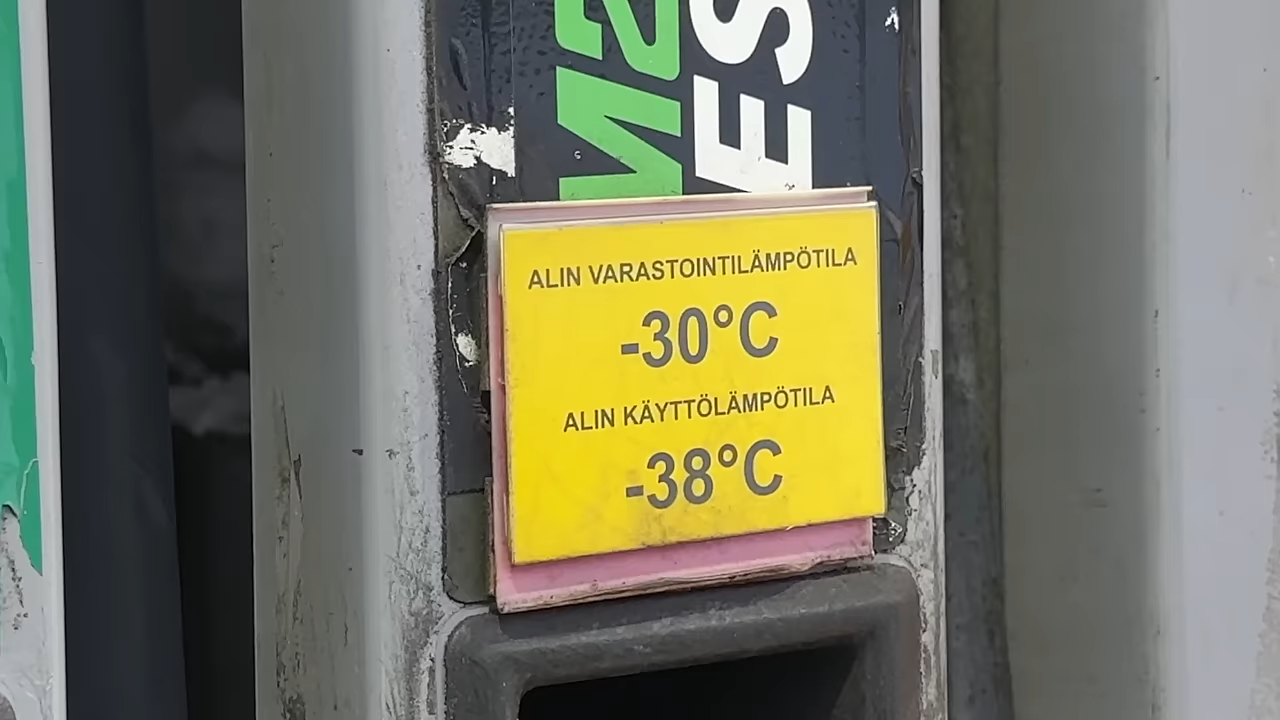 ALIN VARASTOINTILÄMPÖTILA
-30°C
ALIN KÄYTTÖLÄMPÖTILA
-38°C